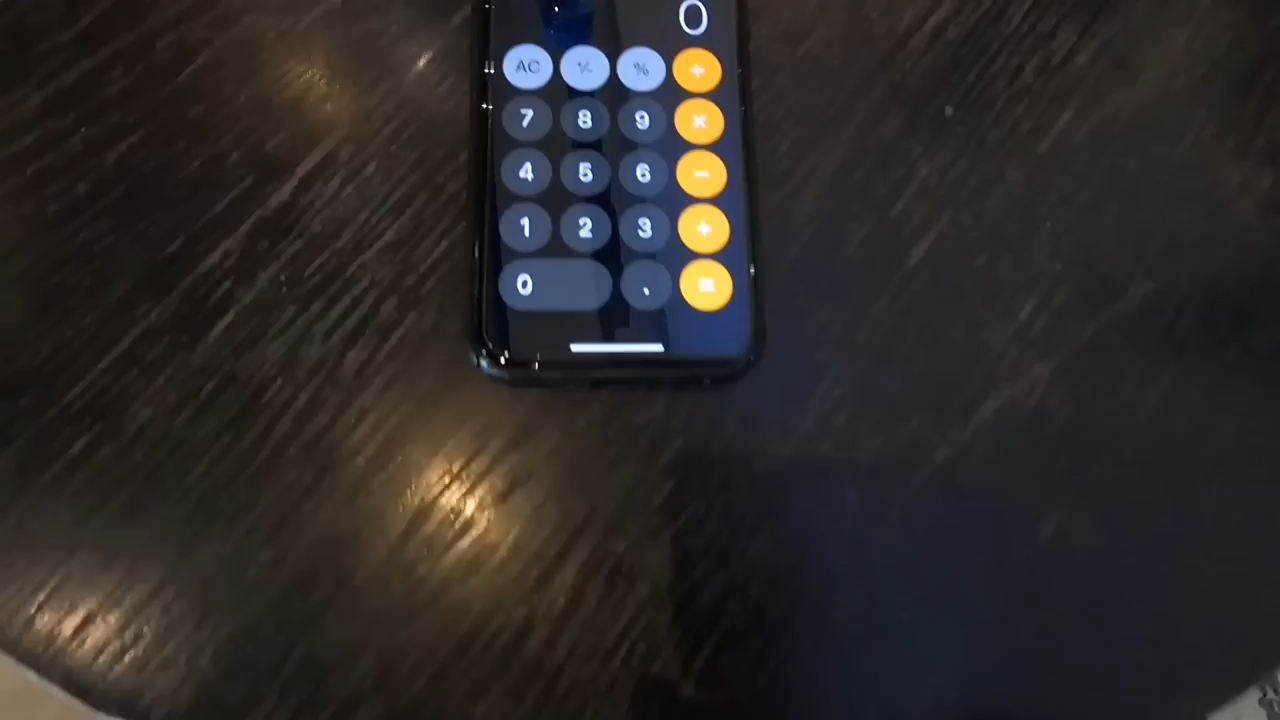 0
AC ⁺⁄₋ % ÷
7 8 9 ×
4 5 6 −
1 2 3 +
0 , =